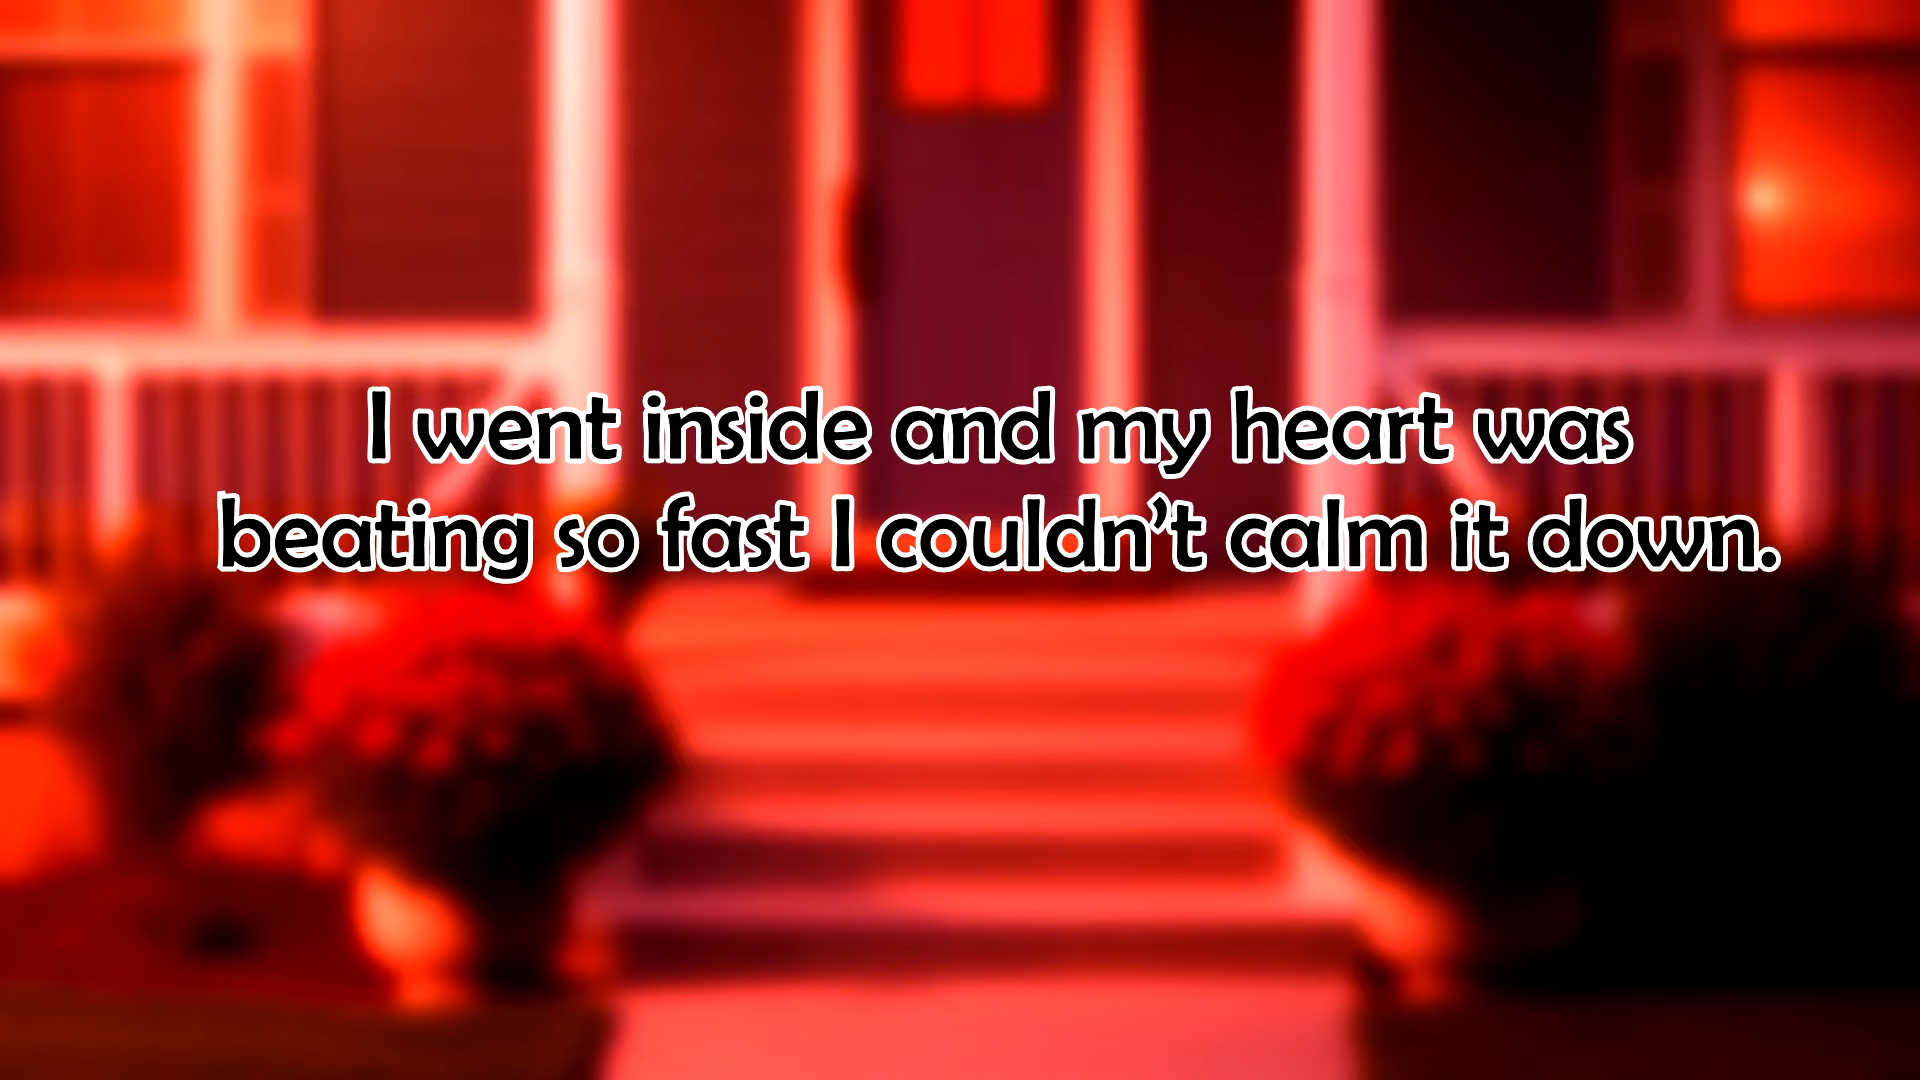 I went inside and my heart was
beating so fast I couldn’t calm it down.